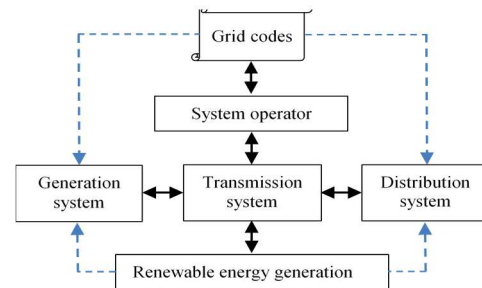 Grid codes
System operator
Generation
system
Transmission
system
Distribution
system
Renewable energy generation